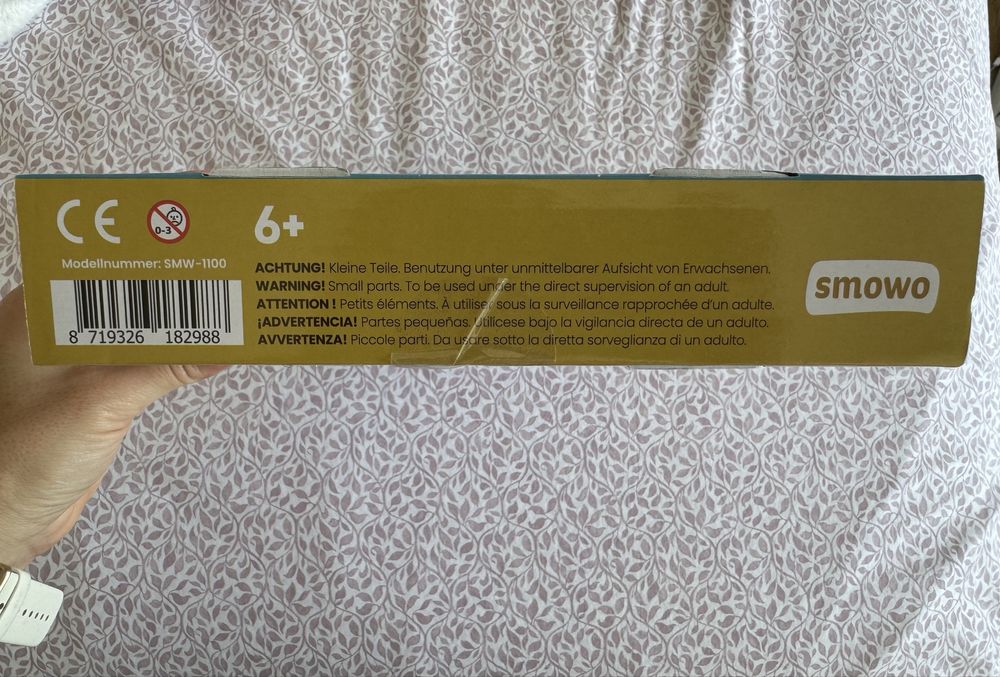 CE
0-3
6+
Modellnummer: SMW-1100
8 719326 182988
ACHTUNG! Kleine Teile. Benutzung unter unmittelbarer Aufsicht von Erwachsenen.
WARNING! Small parts. To be used under the direct supervision of an adult.
ATTENTION ! Petits éléments. À utiliser sous la surveillance rapprochée d'un adulte.
¡ADVERTENCIA! Partes pequeñas. Utilícese bajo la vigilancia directa de un adulto.
AVVERTENZA! Piccole parti. Da usare sotto la diretta sorveglianza di un adulto.
smowo